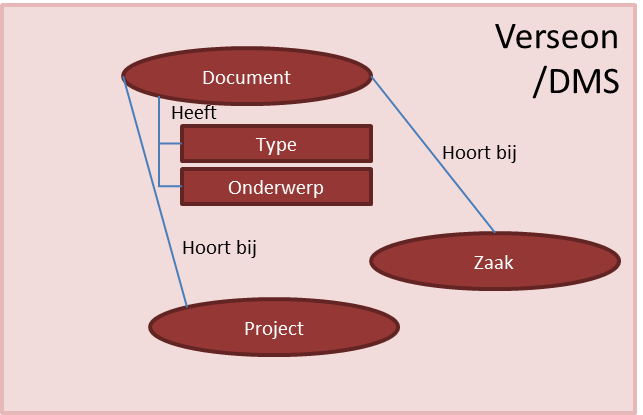 Verseon
/DMS
Document
Heeft
Type
Hoort bij
Onderwerp
Hoort bij
Zaak
Project